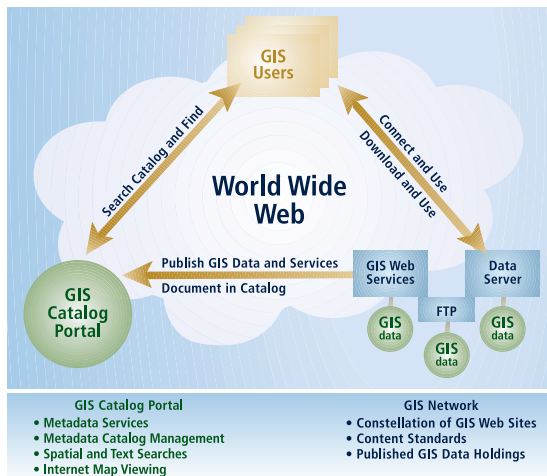 GIS
Users
Search Catalog and Find
Connect and Use
Download and Use
World Wide
Web
Publish GIS Data and Services
Document in Catalog
GIS
Catalog
Portal
GIS Web
Services
Data
Server
FTP
GIS
data
GIS
data
GIS
data
GIS Catalog Portal
• Metadata Services
• Metadata Catalog Management
• Spatial and Text Searches
• Internet Map Viewing
GIS Network
• Constellation of GIS Web Sites
• Content Standards
• Published GIS Data Holdings